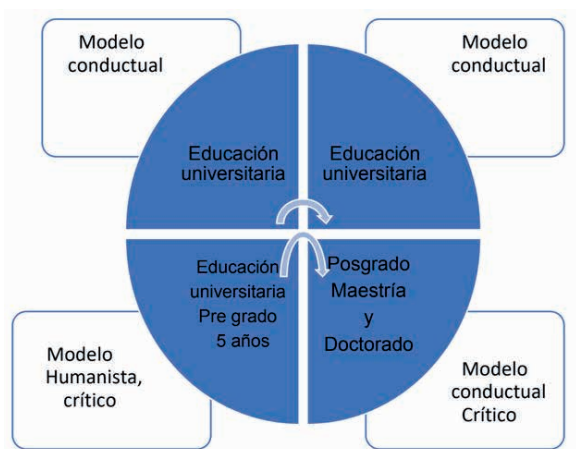 Modelo
conductual
Modelo
conductual
Educación
universitaria
Educación
universitaria
Educación
universitaria
Pre grado
5 años
Posgrado
Maestría
y
Doctorado
Modelo
Humanista,
crítico
Modelo
conductual
Crítico